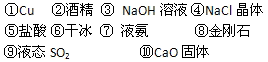 ①Cu ②酒精 ③ NaOH 溶液 ④NaCl 晶体
⑤盐酸 ⑥干冰 ⑦ 液氨 ⑧金刚石
⑨液态 SO₂ ⑩CaO 固体